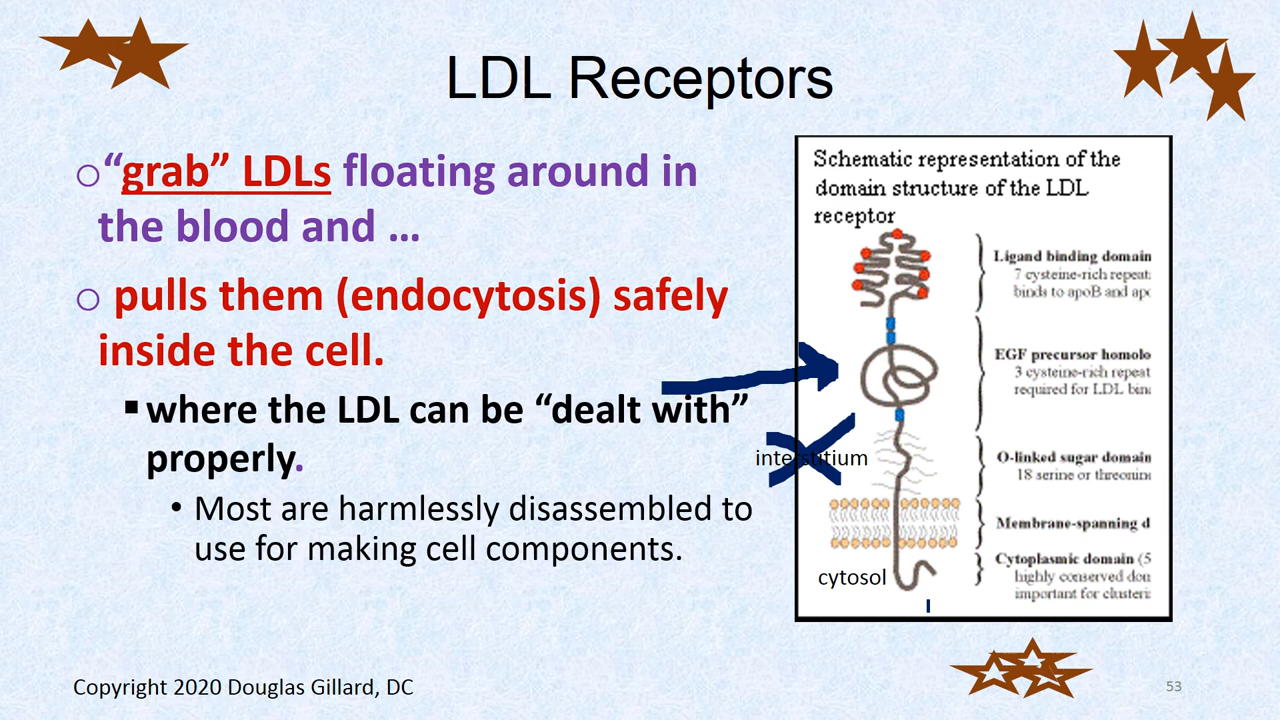 LDL Receptors
“grab” LDLs floating around in
the blood and …
pulls them (endocytosis) safely
inside the cell.
where the LDL can be “dealt with”
properly.
Most are harmlessly disassembled to
use for making cell components.
Schematic representation of the
domain structure of the LDL
receptor
Ligand binding domain
7 cysteine-rich repeat
binds to apoB and apo
EGF precursor homolo
3 cysteine-rich repeat
required for LDL bin
O-linked sugar domain
18 serine or threonin
interstitium
Membrane-spanning d
Cytoplasmic domain (5
highly conserved dom
important for clusteri
cytosol
Copyright 2020 Douglas Gillard, DC
53